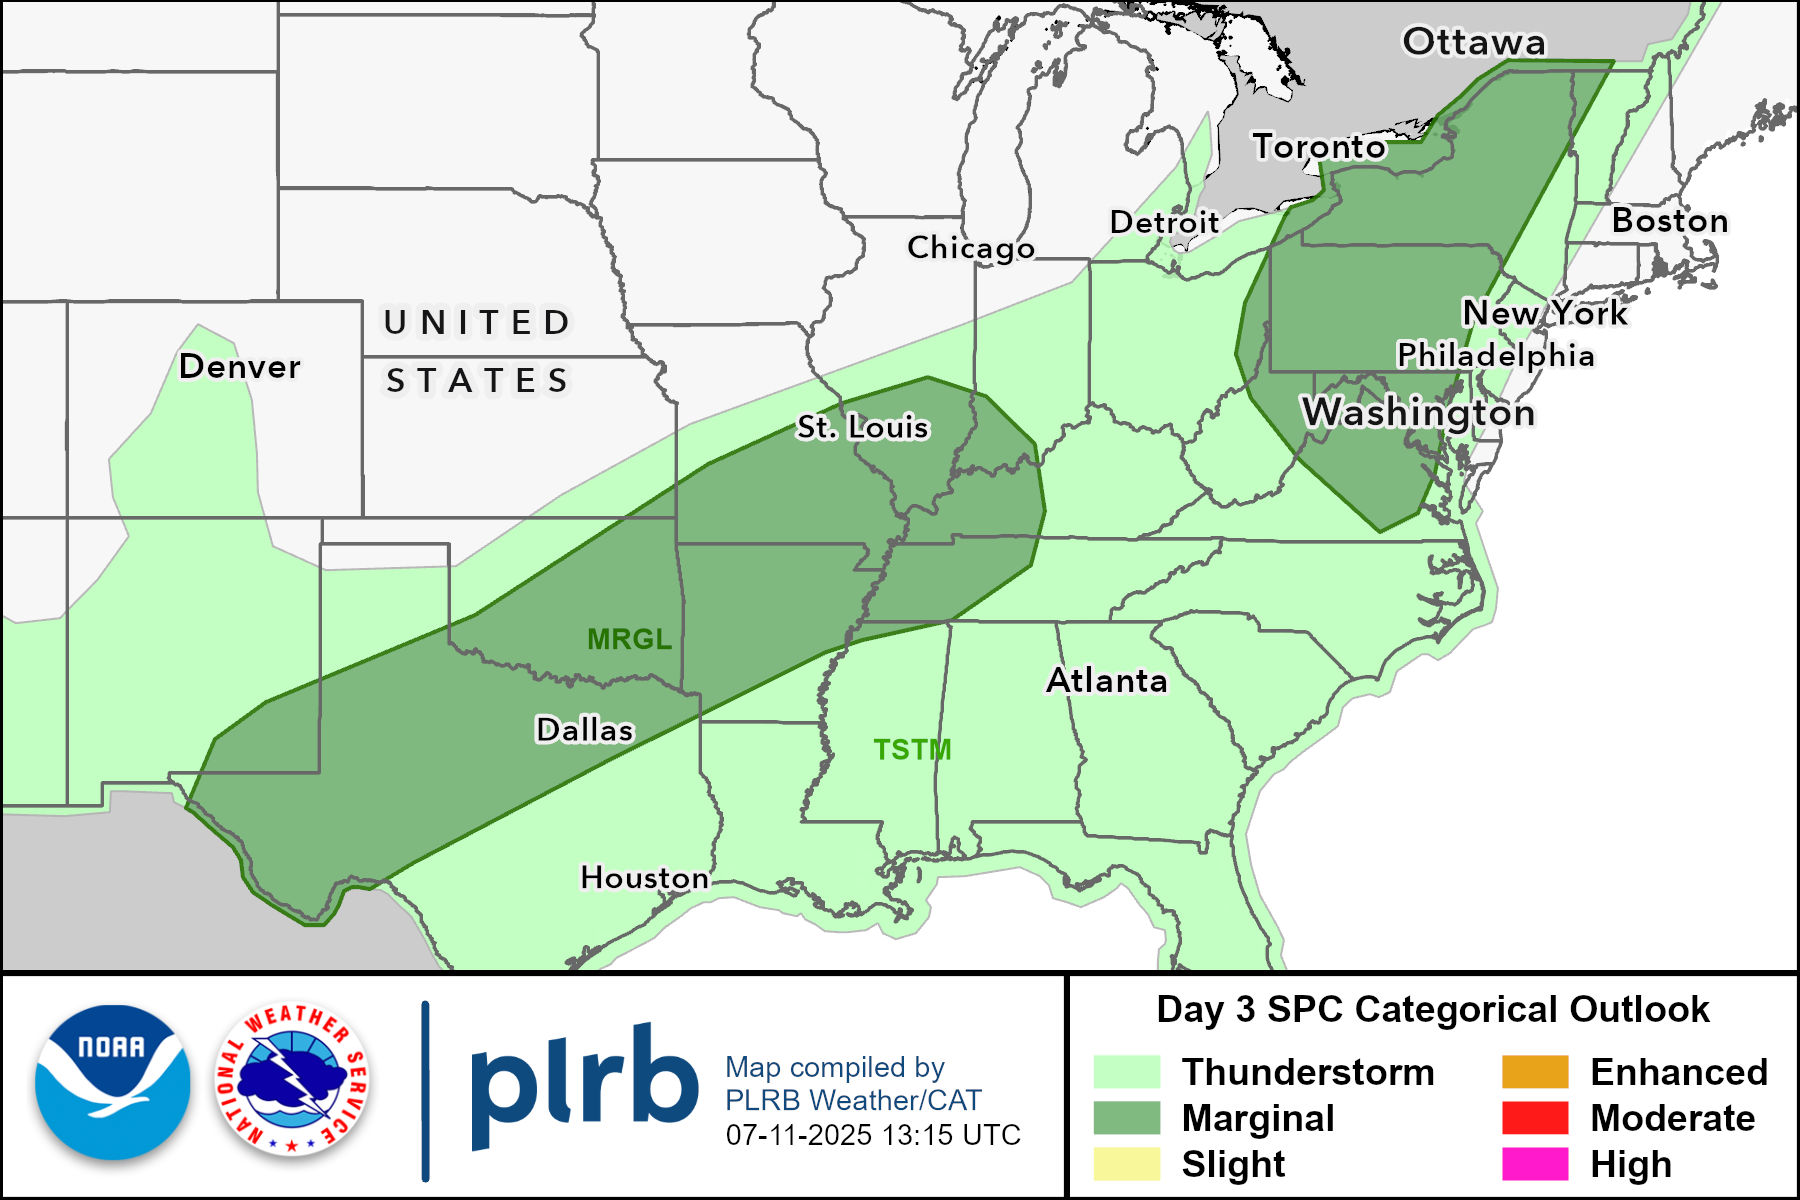 Ottawa
Toronto
Detroit
Boston
Chicago
UNITED
STATES
New York
Denver
Philadelphia
Washington
St. Louis
MRGL
Atlanta
Dallas
TSTM
Houston
NOAA
NATIONAL WEATHER SERVICE
plrb
Map compiled by
PLRB Weather/CAT
07-11-2025 13:15 UTC
Day 3 SPC Categorical Outlook
Thunderstorm
Marginal
Slight
Enhanced
Moderate
High